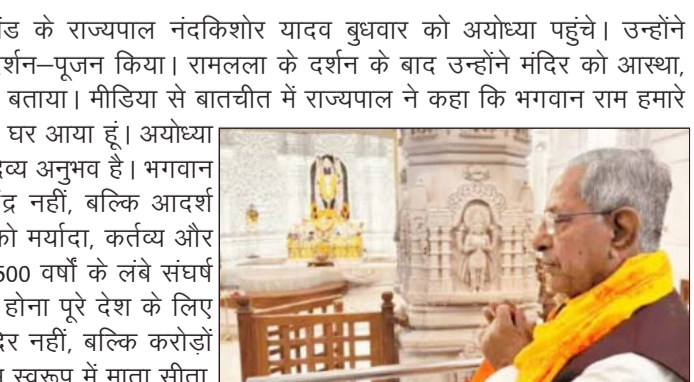 के राज्यपाल नंदकिशोर यादव बुधवार को अयोध्या पहुंचे। उन्होंने
दर्शन–पूजन किया। रामलला के दर्शन के बाद उन्होंने मंदिर को आस्था,
बताया। मीडिया से बातचीत में राज्यपाल ने कहा कि भगवान राम हमारे
घर आया हूं। अयोध्या
अनुभव है। भगवान
नहीं, बल्कि आदर्श
को मर्यादा, कर्तव्य और
500 वर्षों के लंबे संघर्ष
होना पूरे देश के लिए
नहीं, बल्कि करोड़ों
स्वरूप में माता सीता,